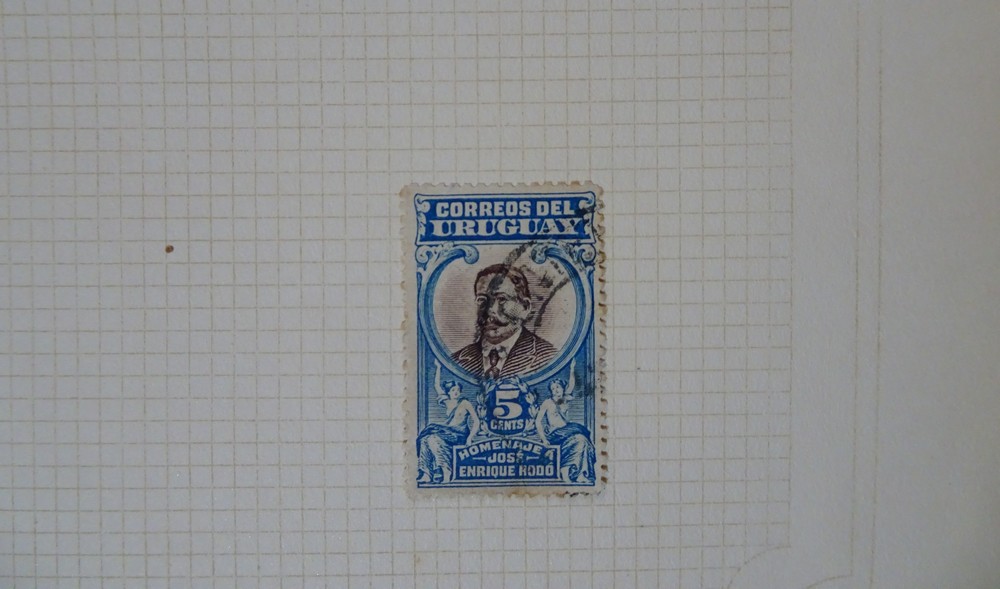 CORREOS DEL
URUGUAY
5
CENTS
HOMENAJE A
JOSÉ
ENRIQUE RODÓ